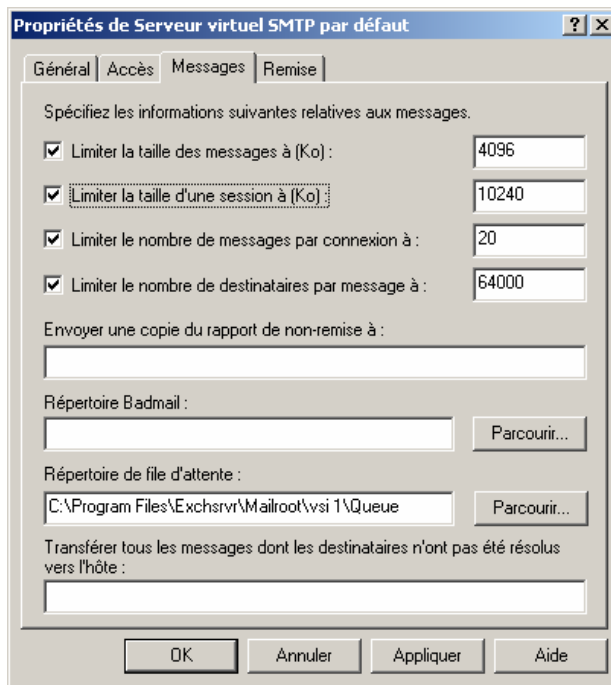 Propriétés de Serveur virtuel SMTP par défaut
Général Accès Messages Remise
Spécifiez les informations suivantes relatives aux messages.
Limiter la taille des messages à (Ko) : 4096
Limiter la taille d'une session à (Ko) : 10240
Limiter le nombre de messages par connexion à : 20
Limiter le nombre de destinataires par message à : 64000
Envoyer une copie du rapport de non-remise à :
Répertoire Badmail :
Parcourir...
Répertoire de file d'attente :
C:\Program Files\Exchsrvr\Mailroot\vsi 1\Queue Parcourir...
Transférer tous les messages dont les destinataires n'ont pas été résolus
vers l'hôte :
OK Annuler Appliquer Aide